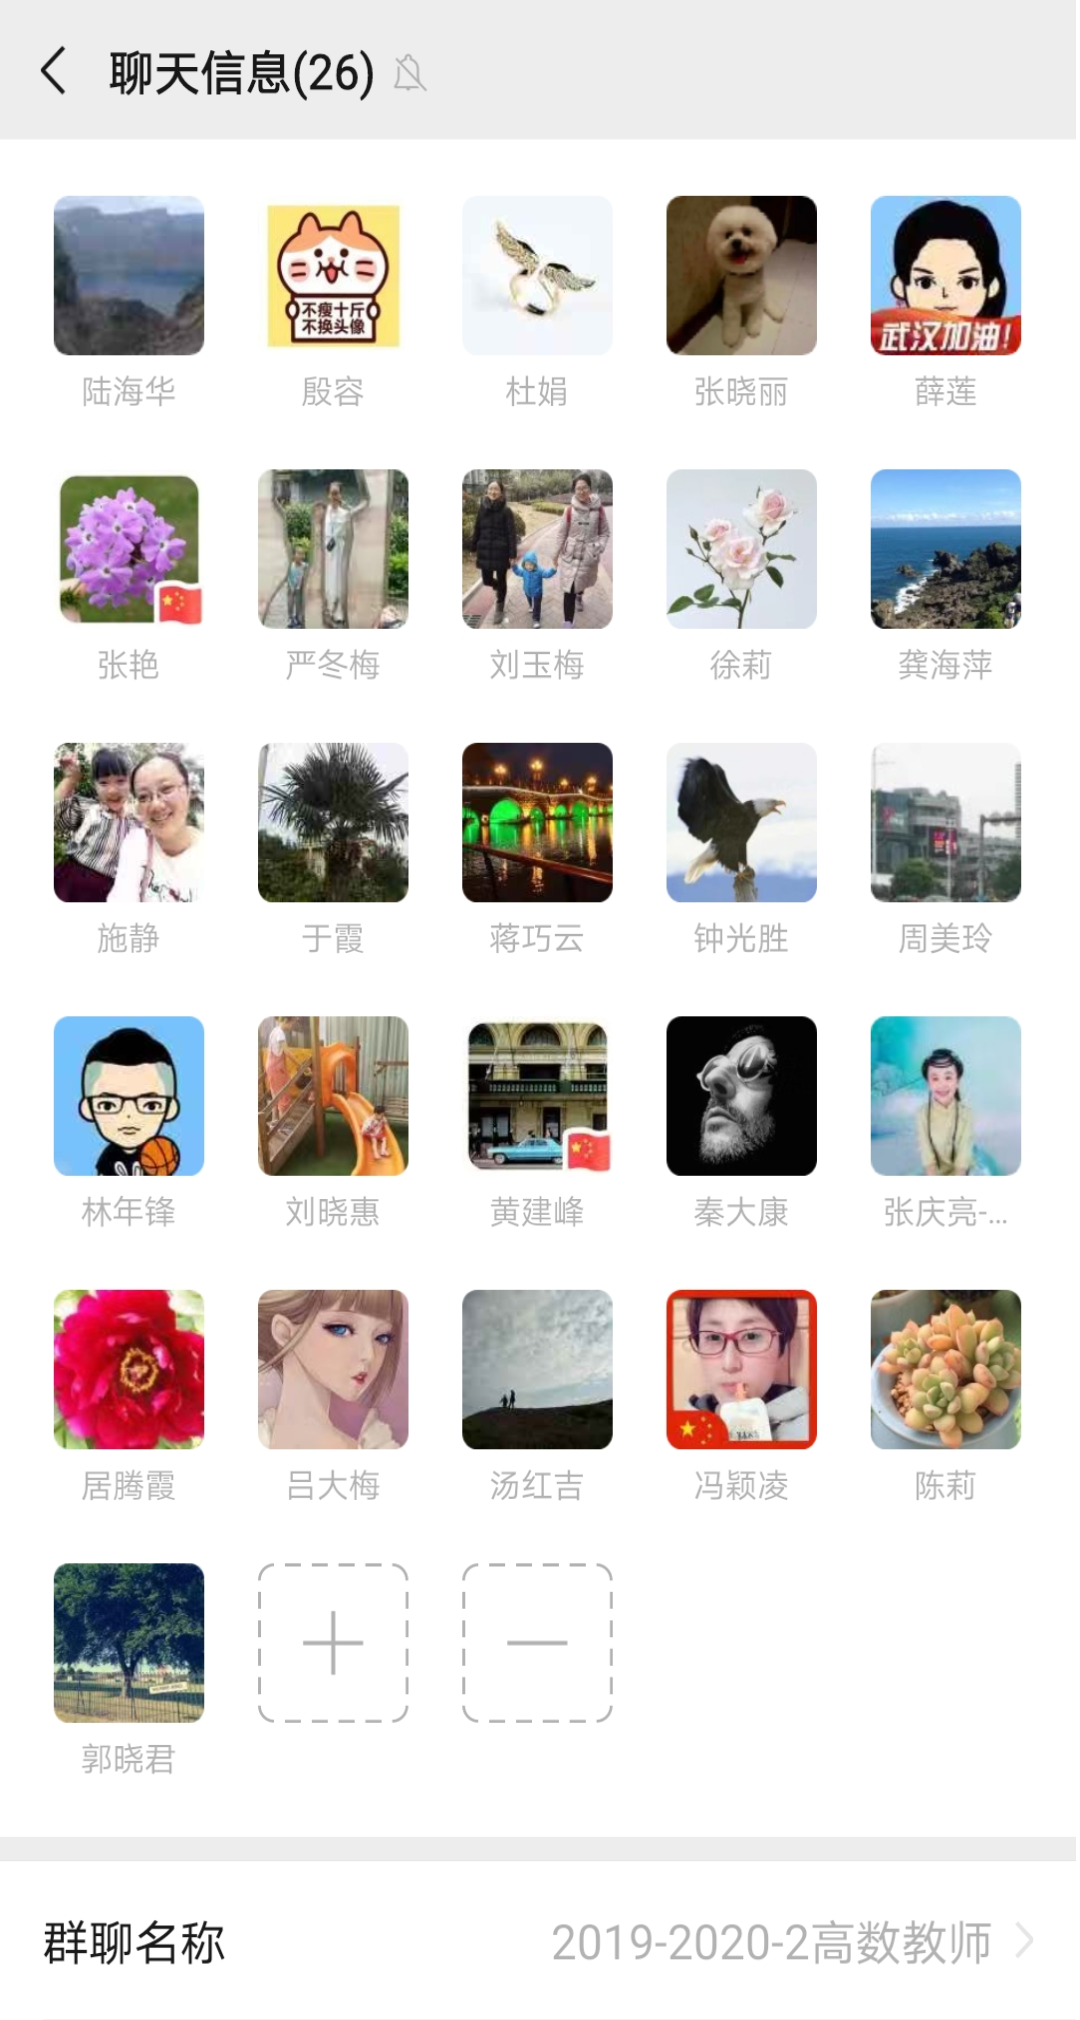 聊天信息(26)
不瘦十斤
不换头像
武汉加油!
陆海华
殷容
杜娟
张晓丽
薛莲
张艳
严冬梅
刘玉梅
徐莉
龚海萍
施静
于霞
蒋巧云
钟光胜
周美玲
林年锋
刘晓惠
黄建峰
秦大康
张庆亮-...
居腾霞
吕大梅
汤红吉
冯颖凌
陈莉
郭晓君
群聊名称
2019-2020-2高数教师